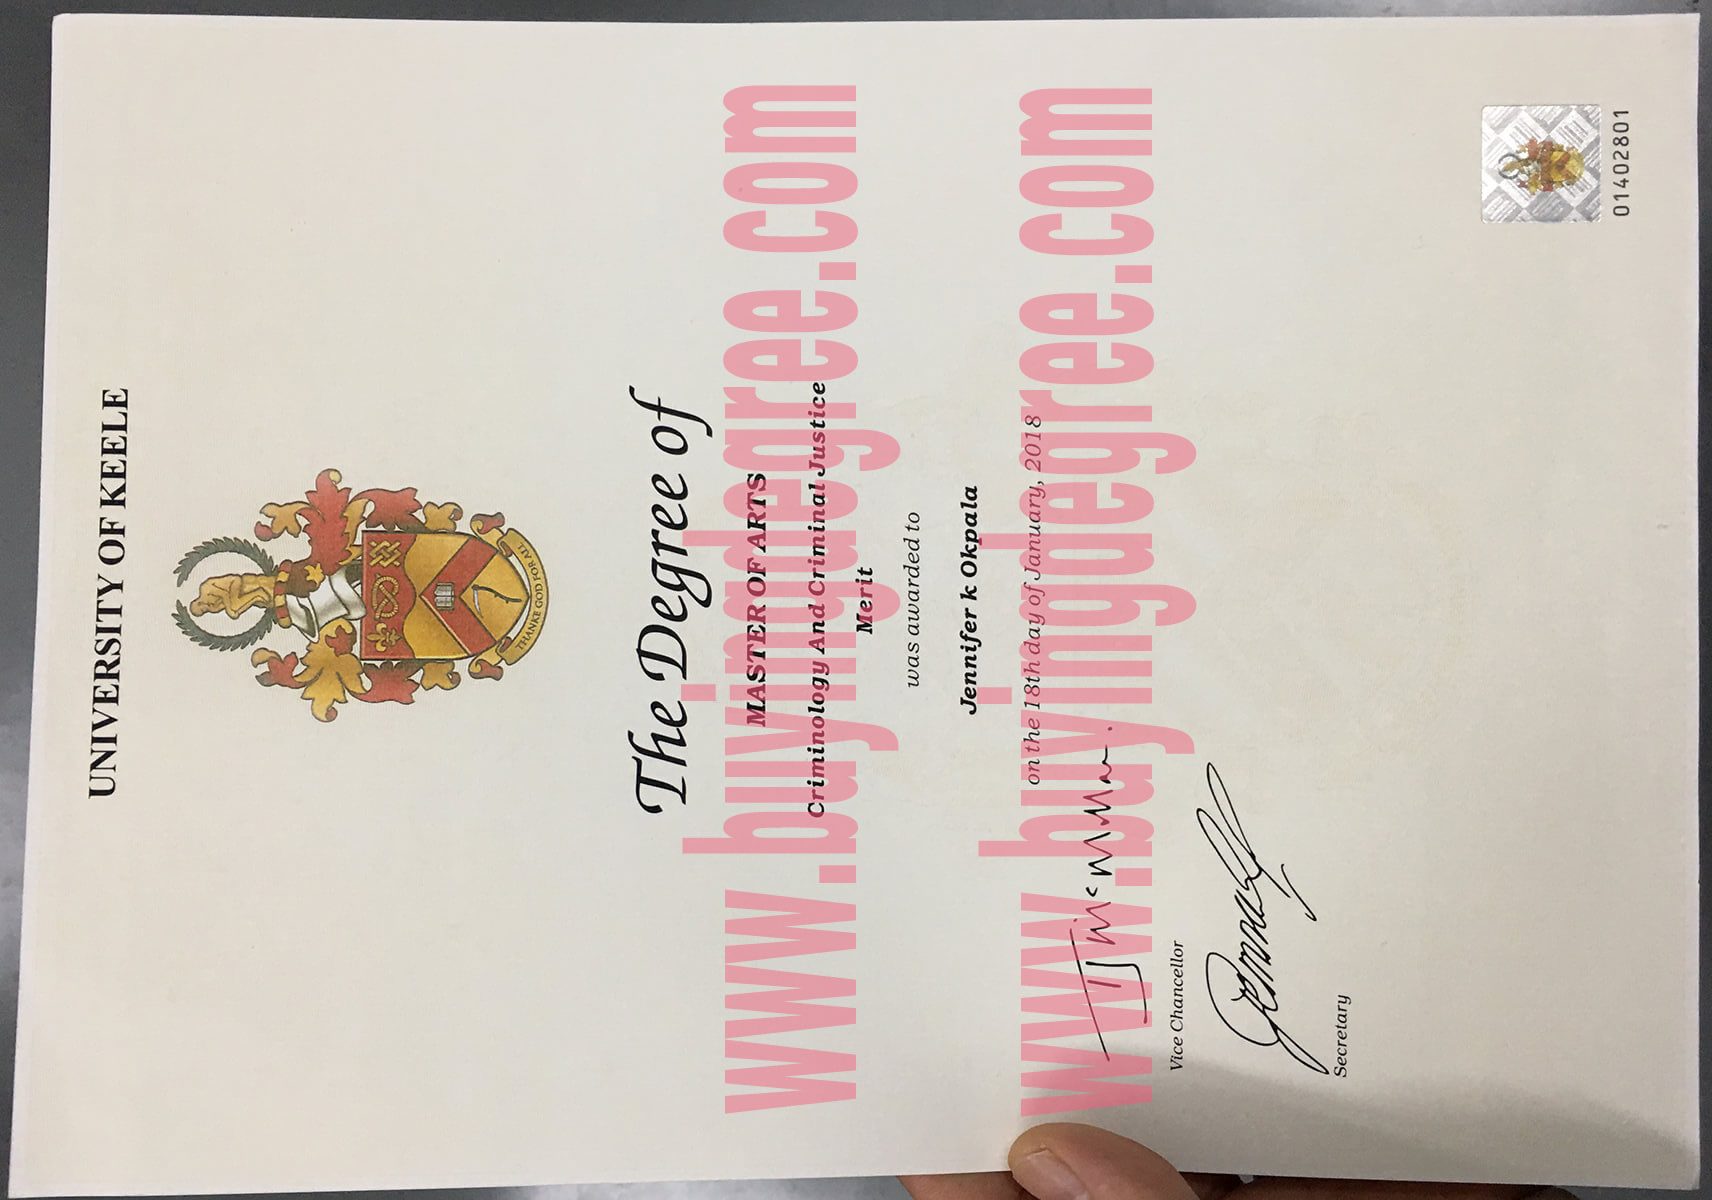 UNIVERSITY OF KEELE
THANKE GOD FOR ALL
The Degree of
MASTER OF ARTS
Criminology And Criminal Justice
Merit
was awarded to
Jennifer k Okpala
on the 18th day of January, 2018
Vice Chancellor
Secretary
01402801
www.buyingdegree.com
www.buyingdegree.com